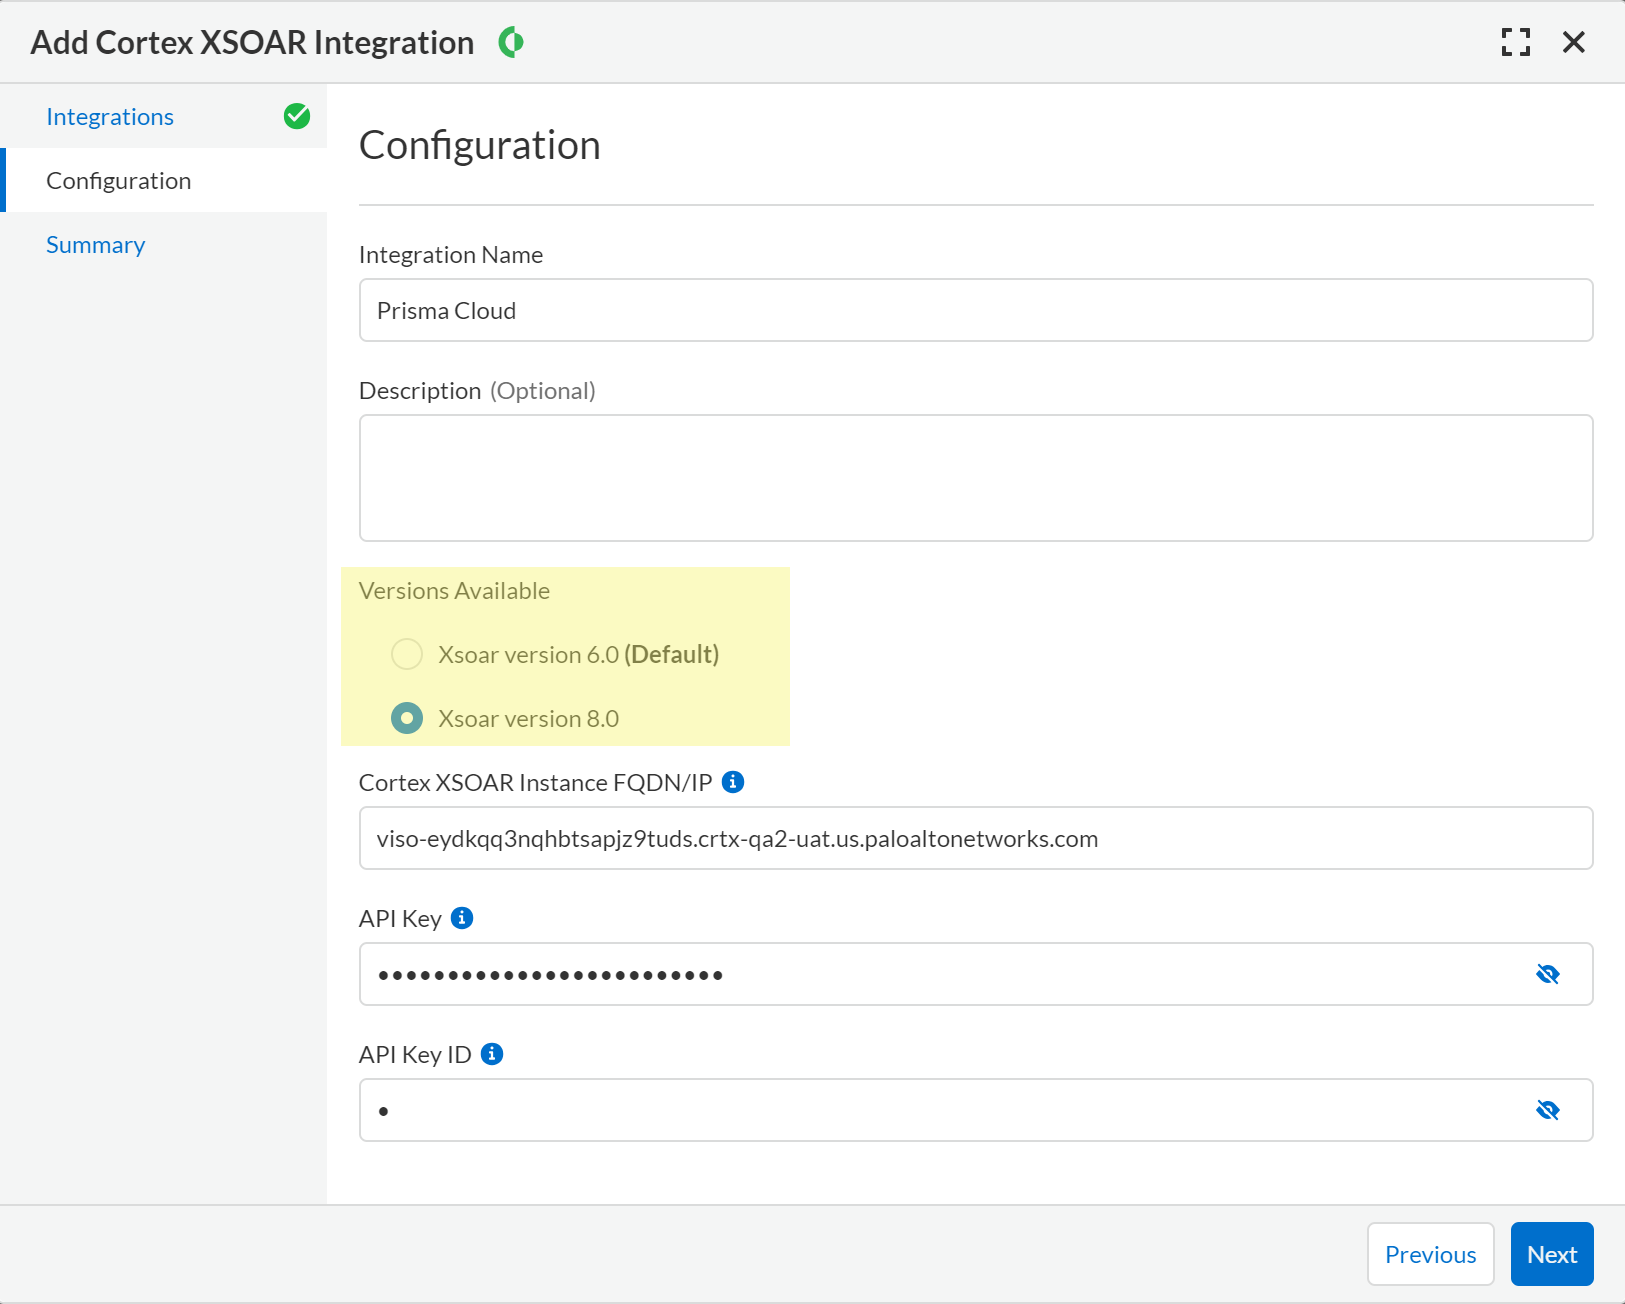 Add Cortex XSOAR Integration
Integrations
Configuration
Summary
Configuration
Integration Name
Prisma Cloud
Description (Optional)
Versions Available
Xsoar version 6.0 (Default)
Xsoar version 8.0
Cortex XSOAR Instance FQDN/IP
viso-eydkqq3nqhbtsapjz9tuds.crtx-qa2-uat.us.paloaltonetworks.com
API Key
•••••••••••••••••••••••••
API Key ID
•
Previous
Next